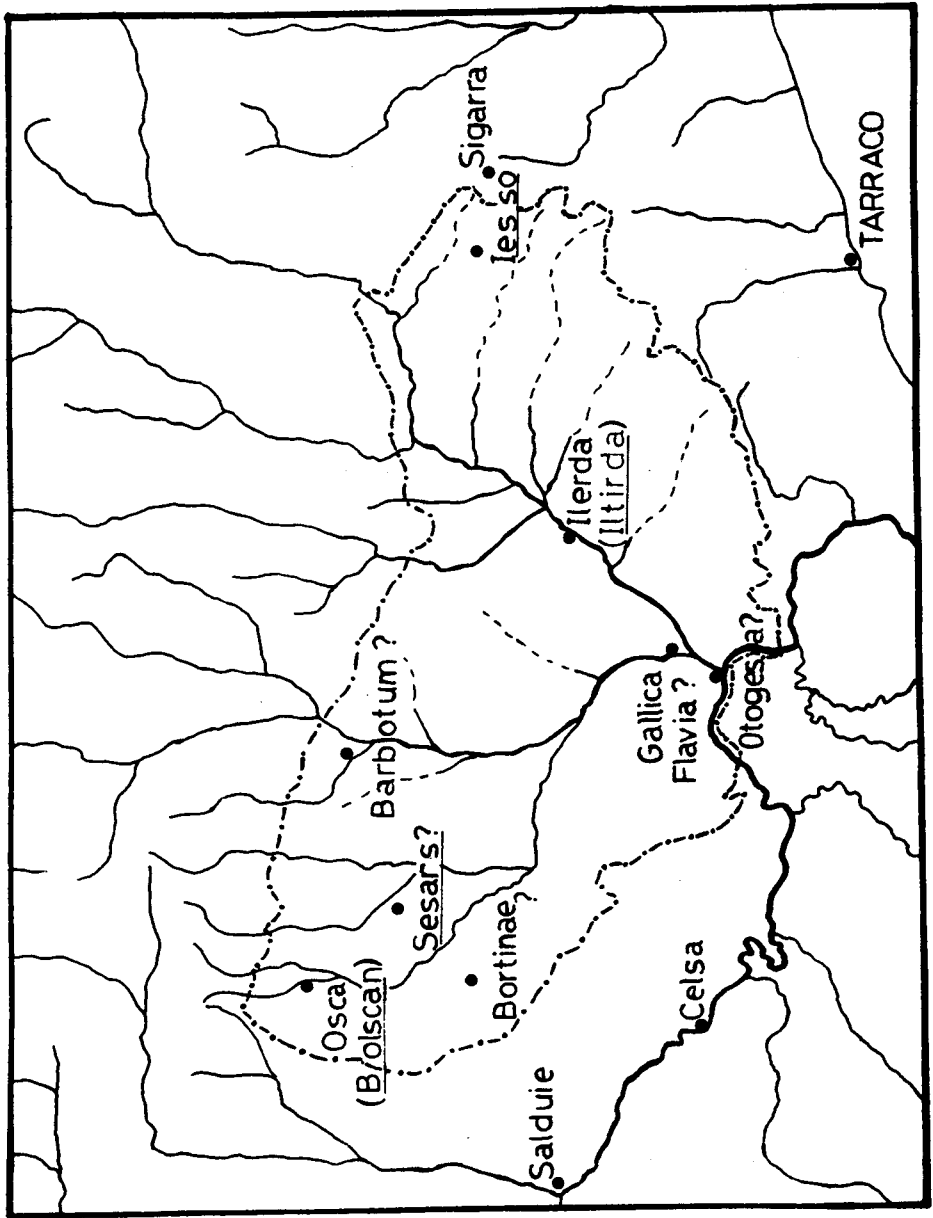 Sigarra
Iesso
TARRACO
Ilerda
(Iltirda)
Barbotum?
Gallica
Flavia?
Otogesa?
Sesars?
Osca
(B/olscan)
Bortinae?
Celsa
Salduie